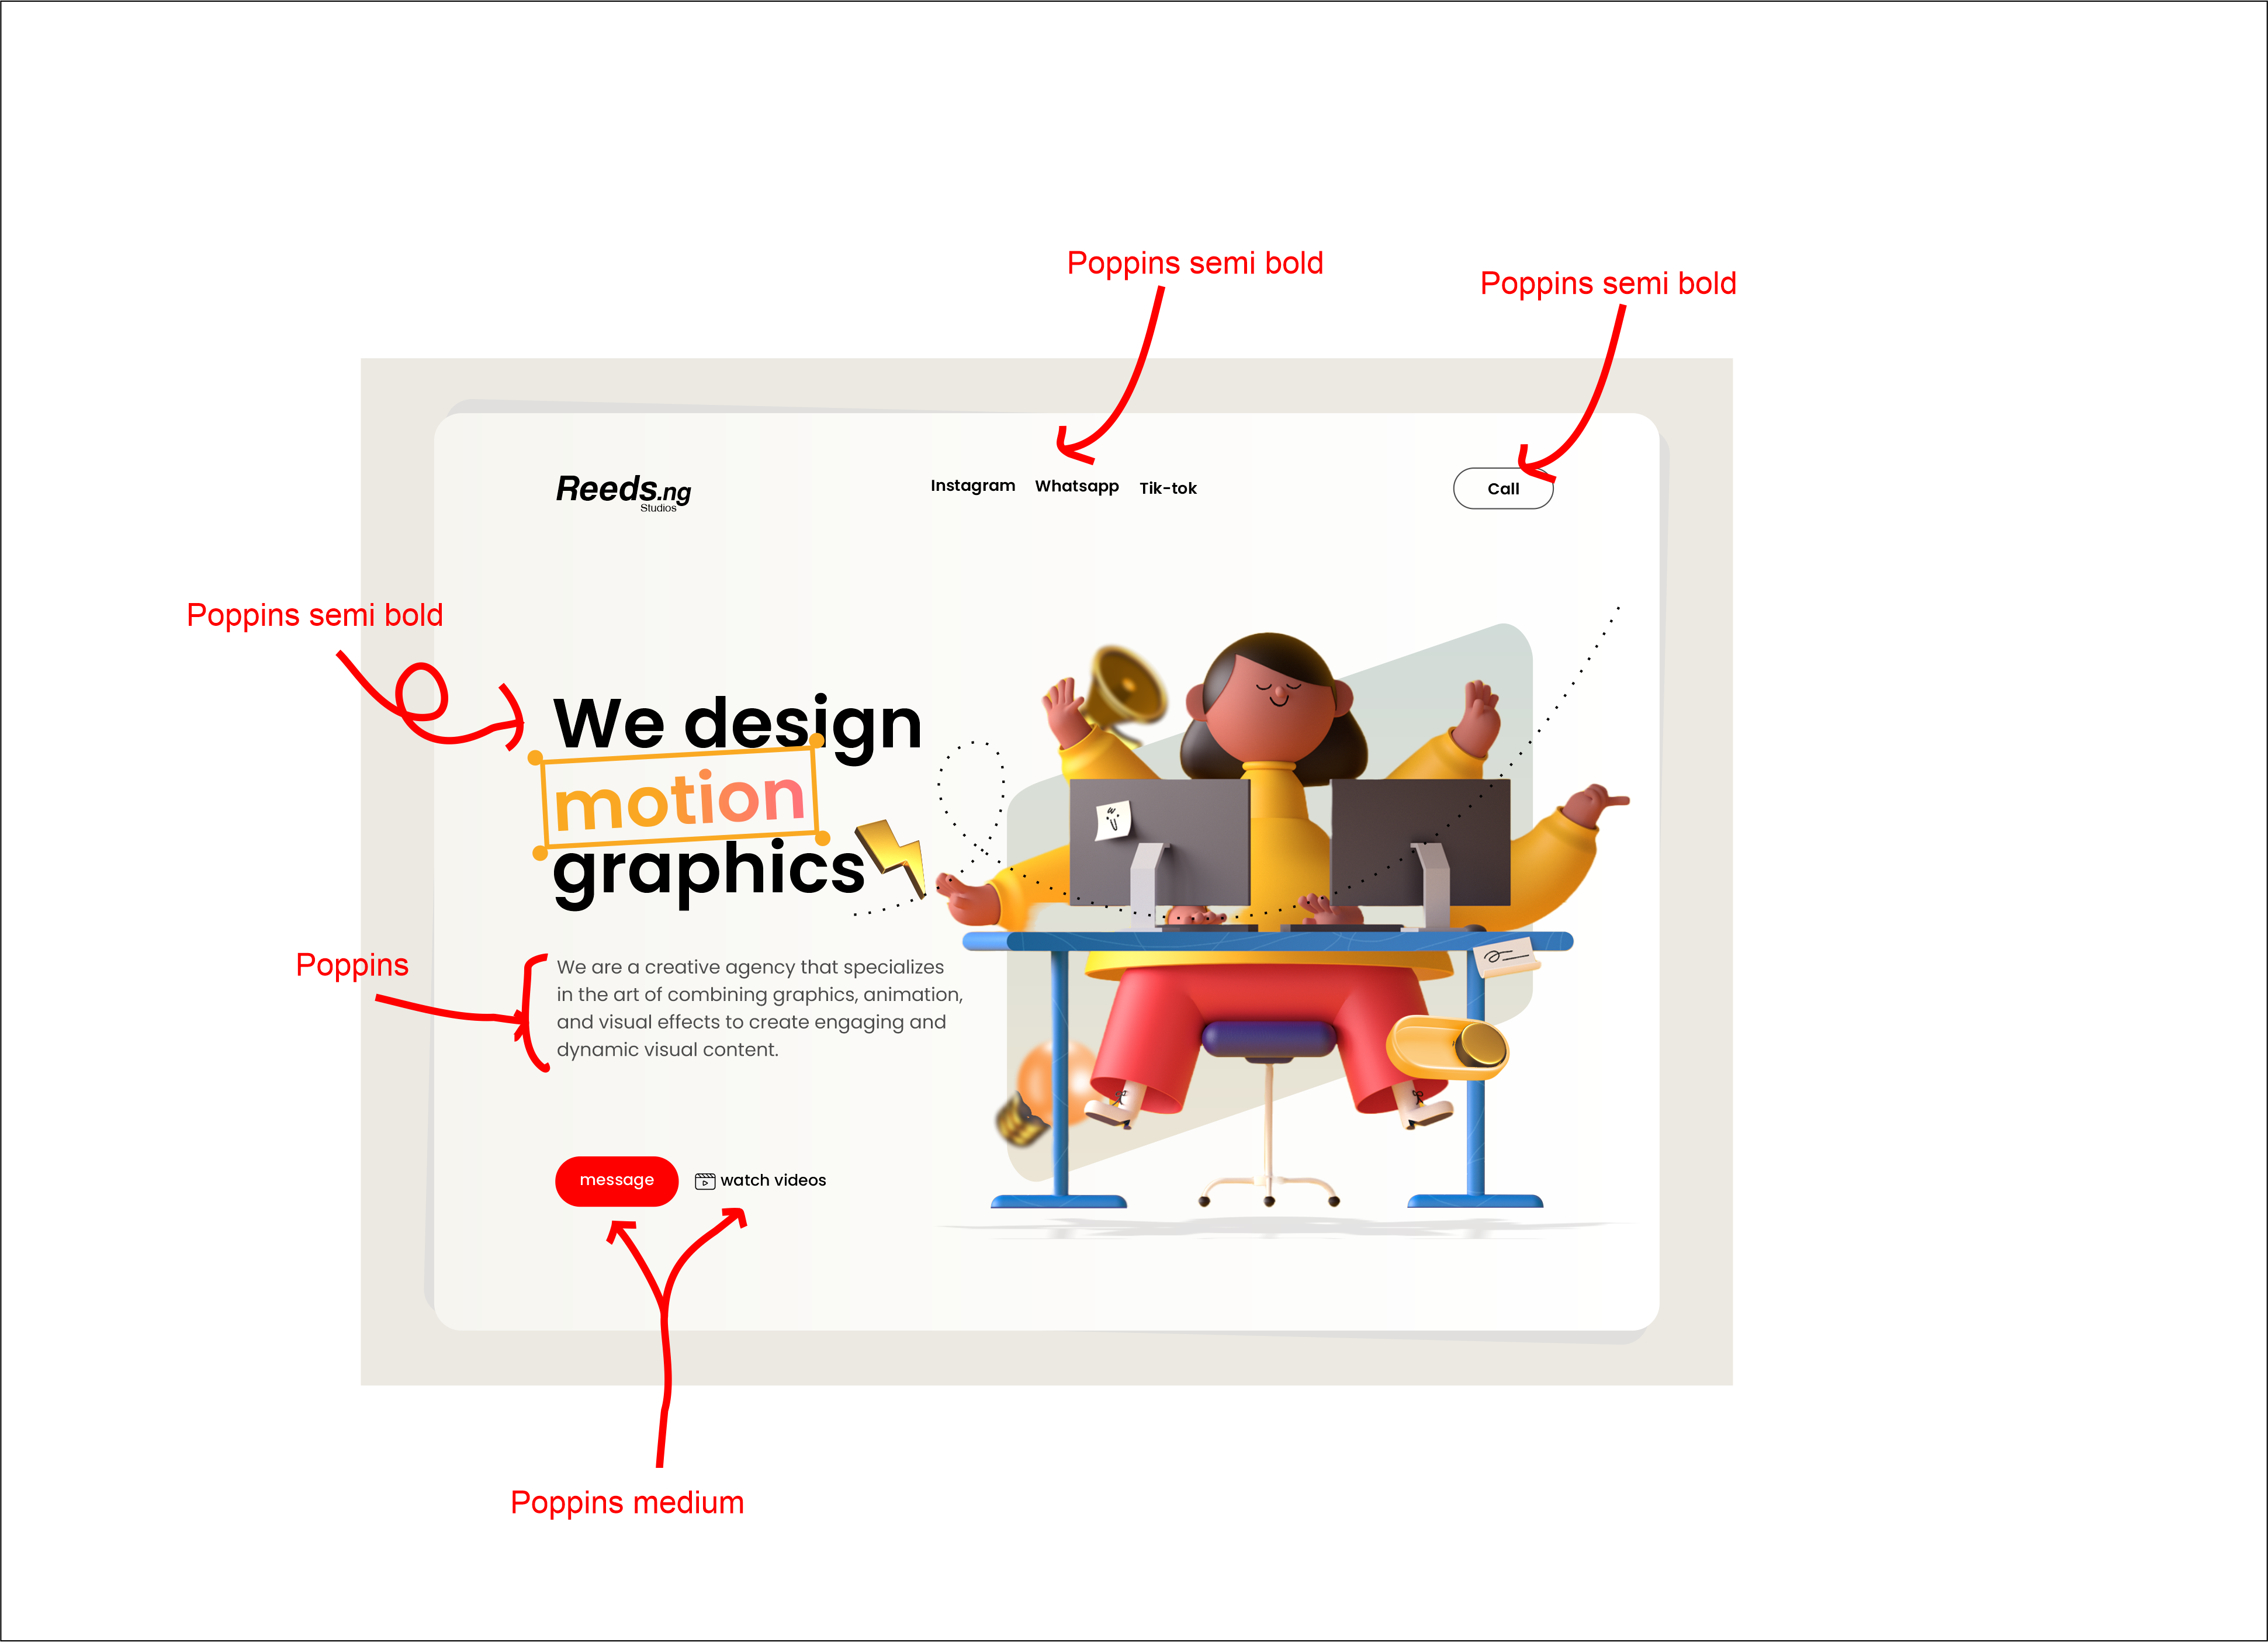 Poppins semi bold
Poppins semi bold
Reeds.ng
Studios
Instagram Whatsapp Tik-tok
Call
Poppins semi bold
We design
motion
graphics
Poppins
We are a creative agency that specializes
in the art of combining graphics, animation,
and visual effects to create engaging and
dynamic visual content.
message
watch videos
Poppins medium